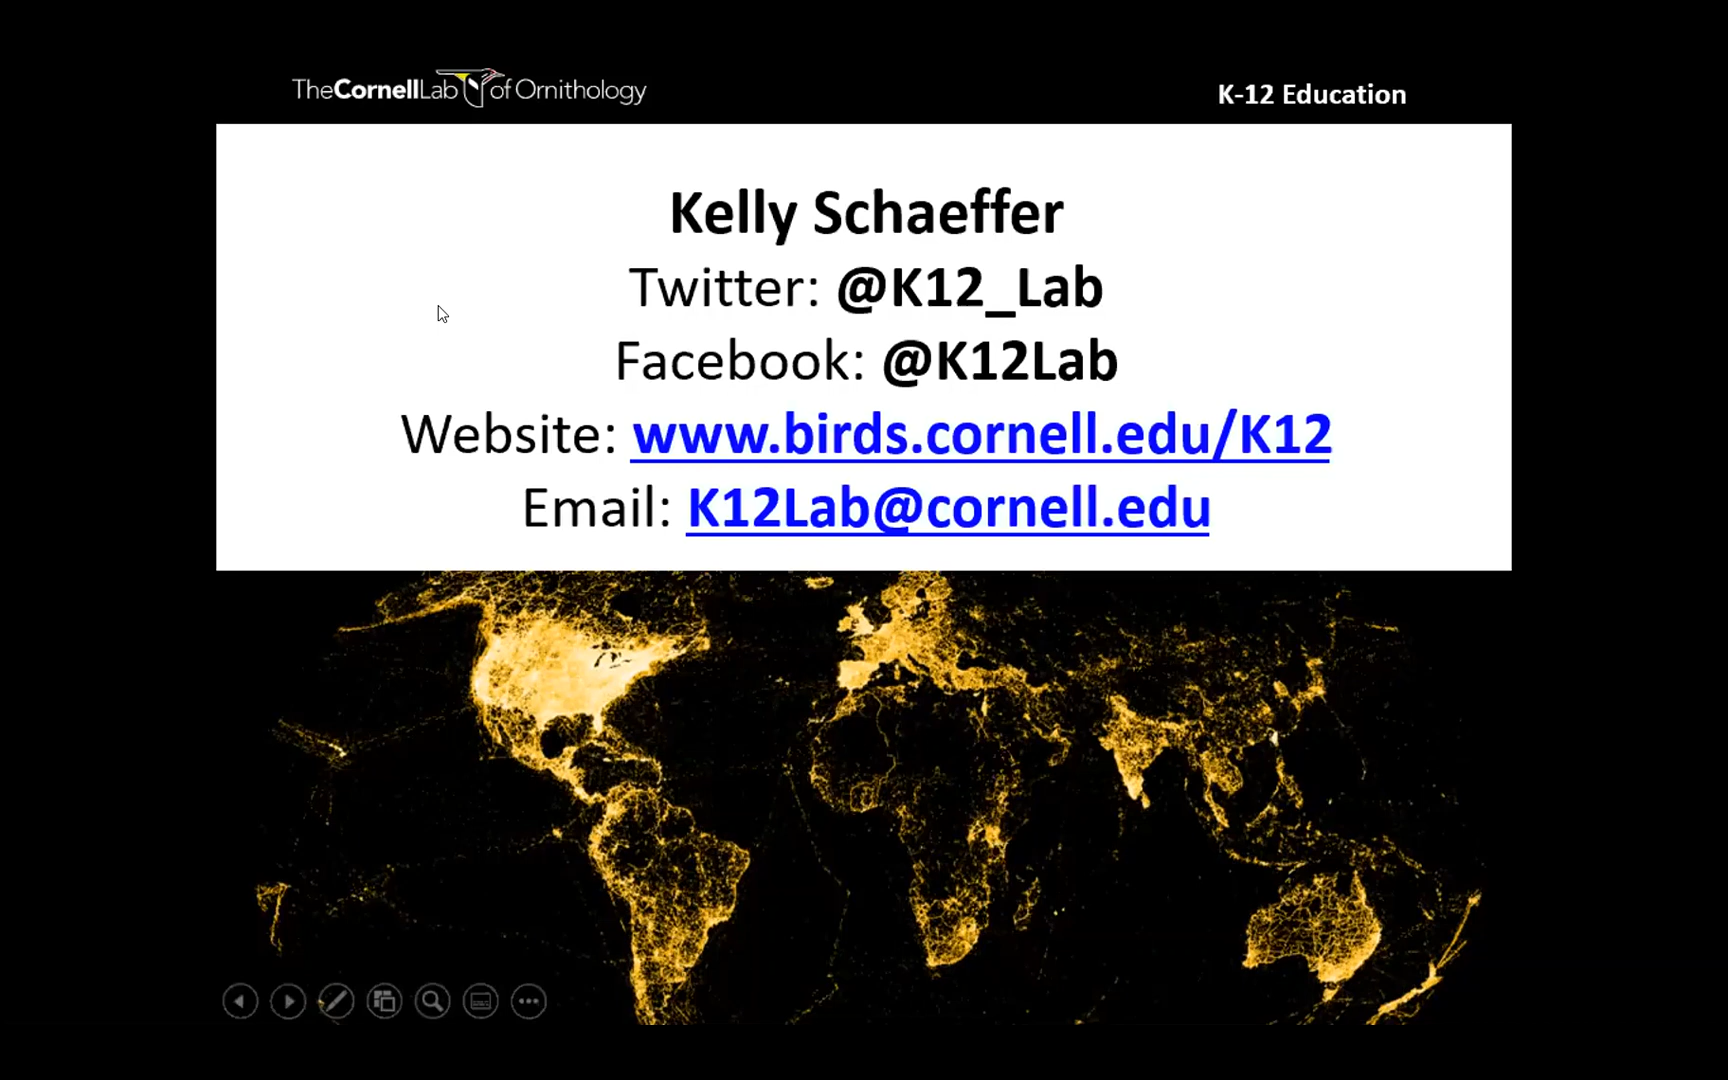 TheCornellLab of Ornithology
K-12 Education
Kelly Schaeffer
Twitter: @K12_Lab
Facebook: @K12Lab
Website: www.birds.cornell.edu/K12
Email: K12Lab@cornell.edu